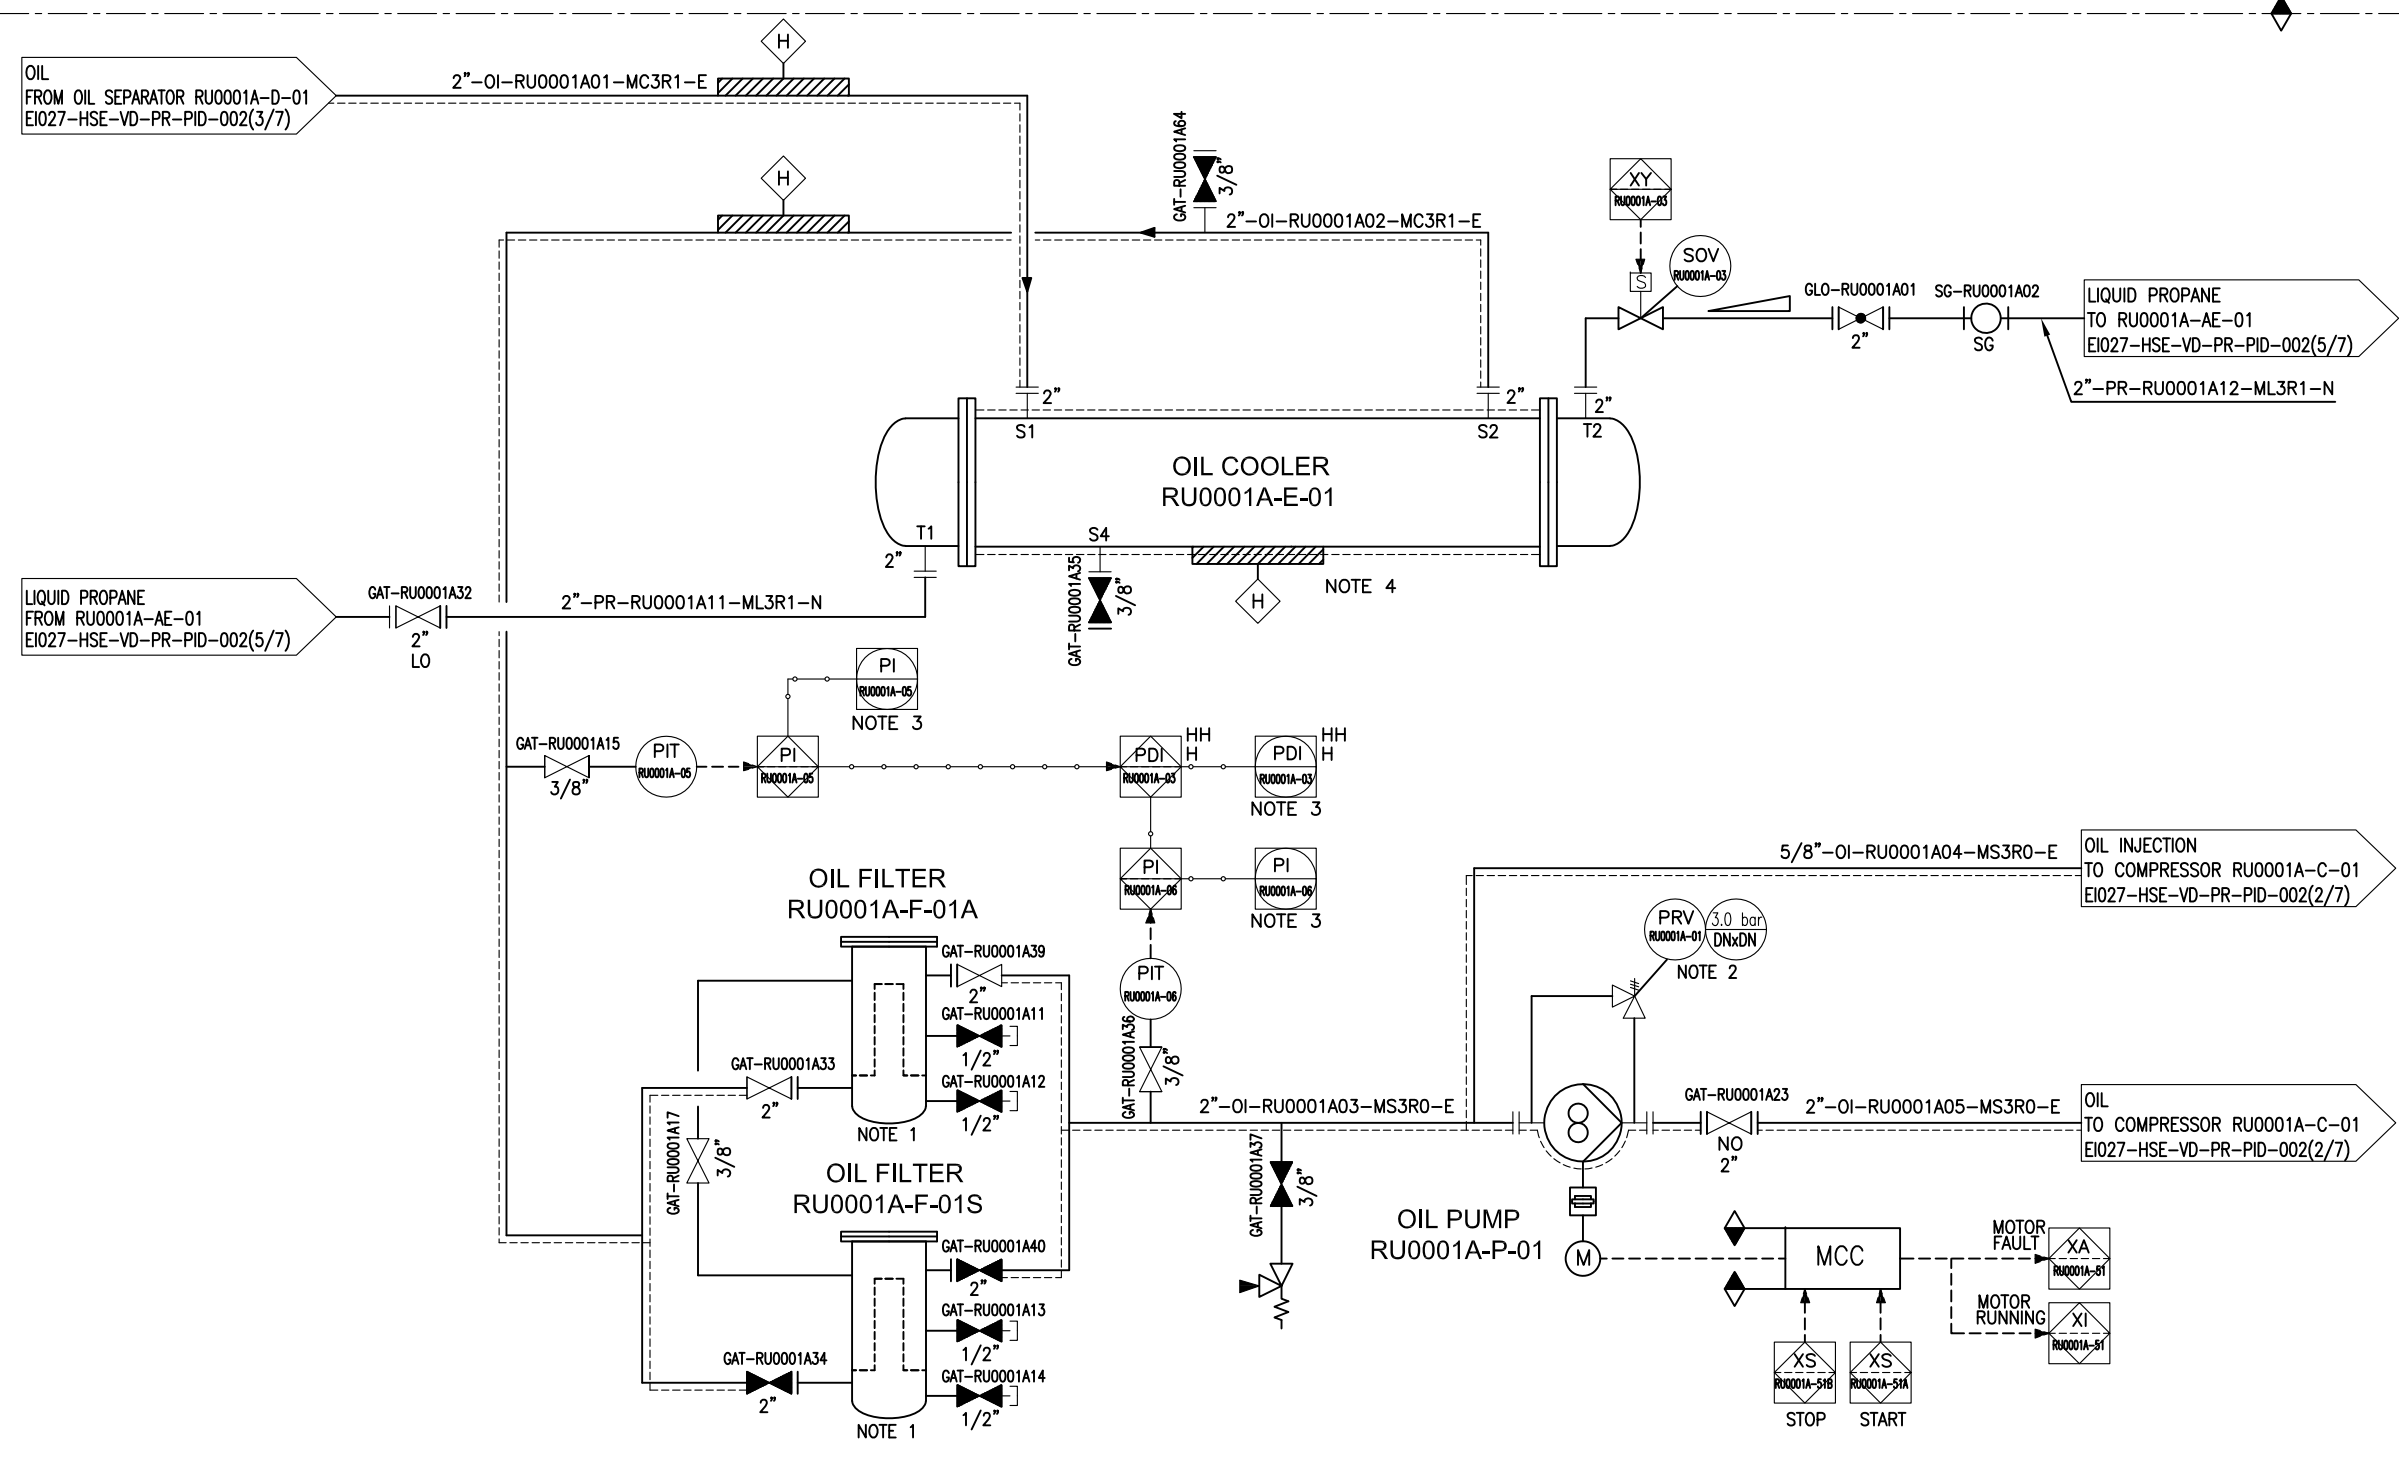 H
OIL
FROM OIL SEPARATOR RU0001A-D-01
EI027-HSE-VD-PR-PID-002(3/7)
2"-OI-RU0001A01-MC3R1-E
H
GAT-RU0001A64
3/8"
2"-OI-RU0001A02-MC3R1-E
XY
RU0001A-03
SOV
RU0001A-03
S
GLO-RU0001A01
2"
SG-RU0001A02
SG
LIQUID PROPANE
TO RU0001A-AE-01
EI027-HSE-VD-PR-PID-002(5/7)
2"-PR-RU0001A12-ML3R1-N
2"
S1
2"
S2
2"
T2
OIL COOLER
RU0001A-E-01
T1
2"
S4
GAT-RU0001A35
3/8"
H
NOTE 4
LIQUID PROPANE
FROM RU0001A-AE-01
EI027-HSE-VD-PR-PID-002(5/7)
GAT-RU0001A32
2"
LO
2"-PR-RU0001A11-ML3R1-N
PI
RU0001A-05
NOTE 3
GAT-RU0001A15
3/8"
PIT
RU0001A-05
PI
RU0001A-05
PDI
RU0001A-03
HH
H
PDI
RU0001A-03
HH
H
NOTE 3
PI
RU0001A-06
PI
RU0001A-06
NOTE 3
PIT
RU0001A-06
GAT-RU0001A36
3/8"
5/8"-OI-RU0001A04-MS3R0-E
OIL INJECTION
TO COMPRESSOR RU0001A-C-01
EI027-HSE-VD-PR-PID-002(2/7)
OIL FILTER
RU0001A-F-01A
GAT-RU0001A39
2"
GAT-RU0001A11
1/2"
GAT-RU0001A12
1/2"
GAT-RU0001A33
2"
NOTE 1
GAT-RU0001A17
3/8"
PRV
RU0001A-01
3.0 bar
DNxDN
NOTE 2
2"-OI-RU0001A03-MS3R0-E
GAT-RU0001A37
3/8"
GAT-RU0001A23
NO
2"
2"-OI-RU0001A05-MS3R0-E
OIL
TO COMPRESSOR RU0001A-C-01
EI027-HSE-VD-PR-PID-002(2/7)
OIL FILTER
RU0001A-F-01S
GAT-RU0001A40
2"
GAT-RU0001A13
1/2"
GAT-RU0001A14
1/2"
GAT-RU0001A34
2"
NOTE 1
OIL PUMP
RU0001A-P-01
M
MCC
MOTOR
FAULT
XA
RU0001A-51
MOTOR
RUNNING
XI
RU0001A-51
XS
RU0001A-51B
STOP
XS
RU0001A-51A
START